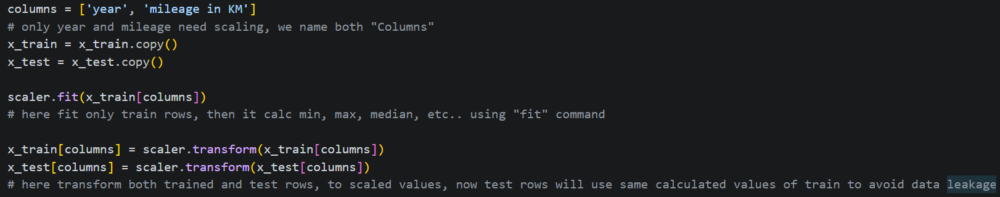 columns = ['year', 'mileage in KM']
# only year and mileage need scaling, we name both "Columns"
x_train = x_train.copy()
x_test = x_test.copy()
scaler.fit(x_train[columns])
# here fit only train rows, then it calc min, max, median, etc.. using "fit" command
x_train[columns] = scaler.transform(x_train[columns])
x_test[columns] = scaler.transform(x_test[columns])
# here transform both trained and test rows, to scaled values, now test rows will use same calculated values of train to avoid data leakage